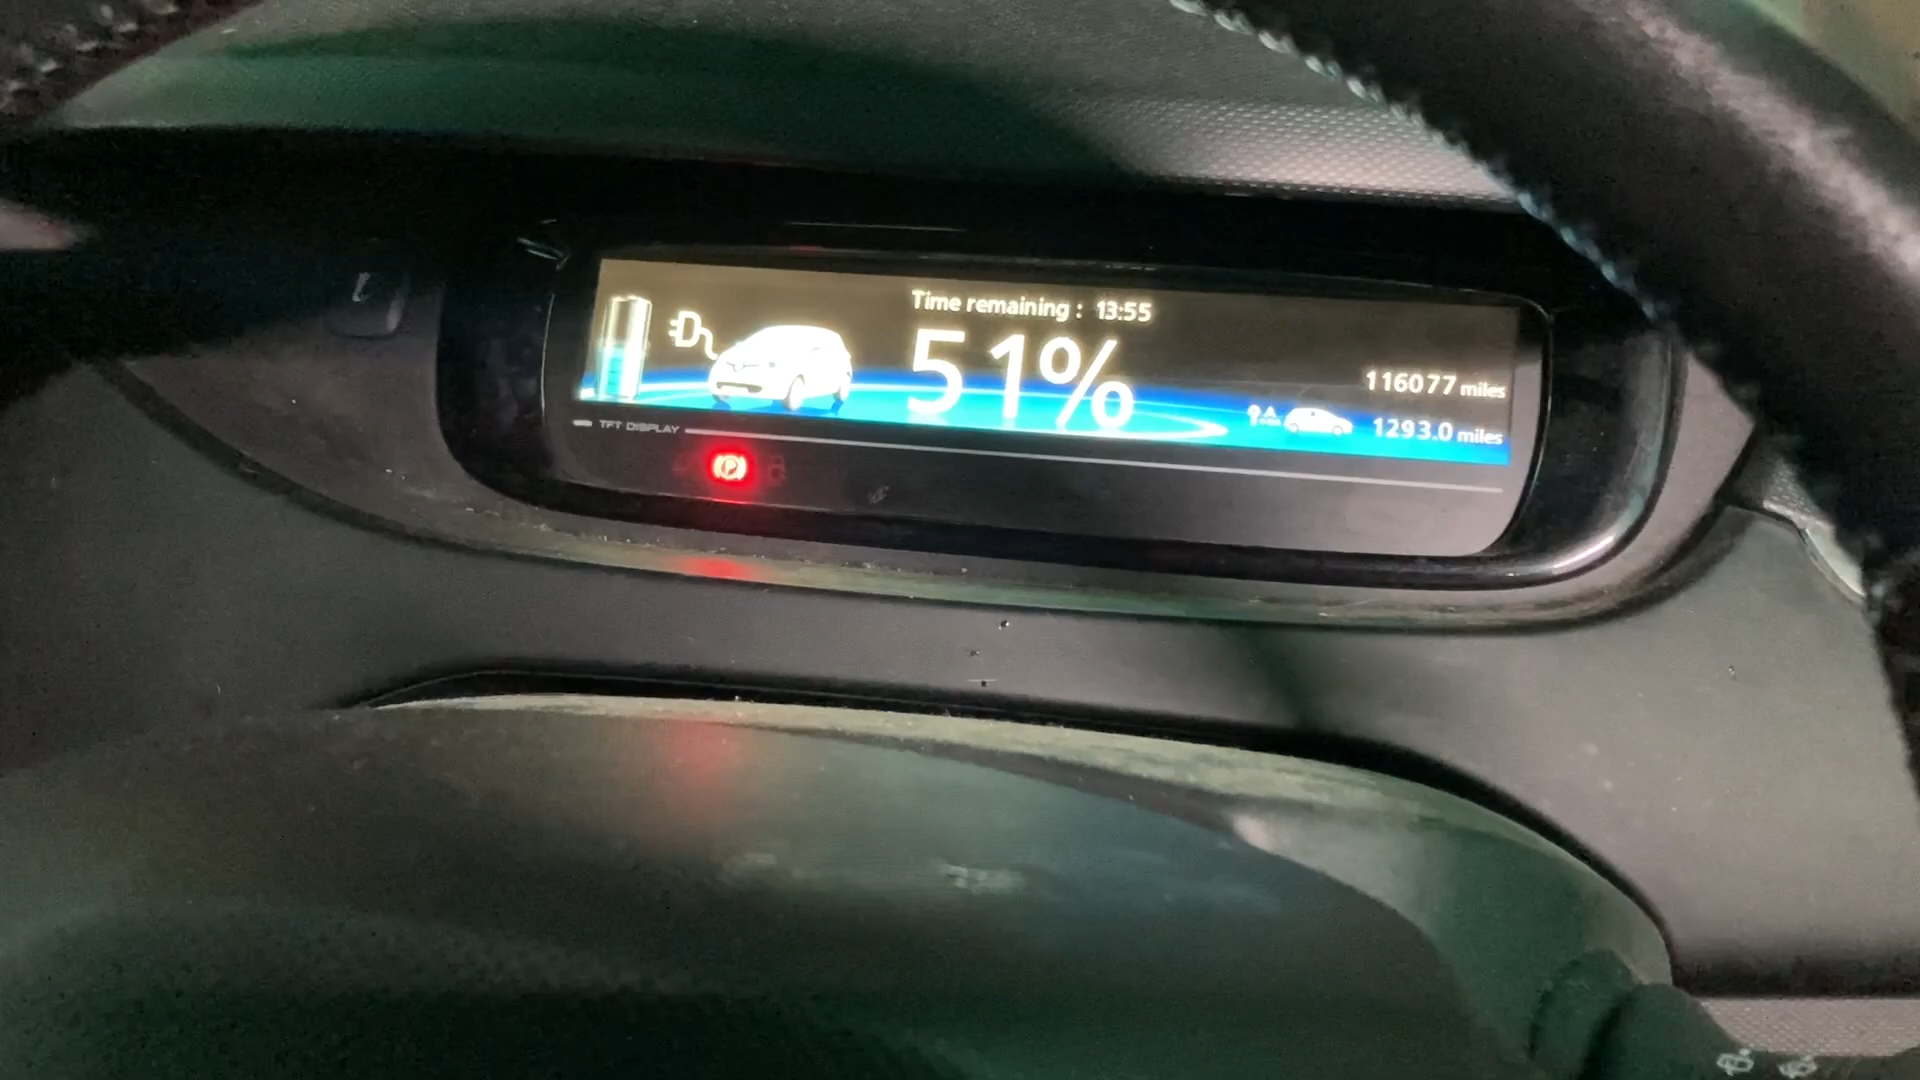 Time remaining : 13:55
51%
116077 miles
1293.0 miles
TFT DISPLAY
P